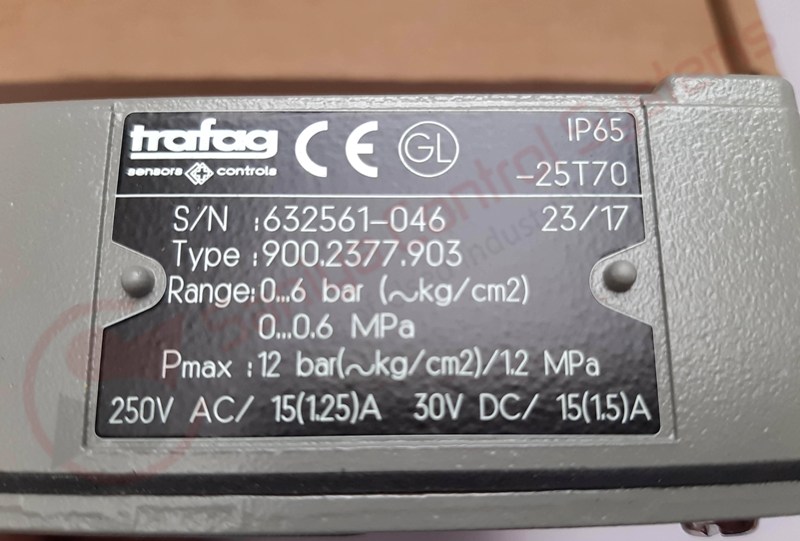 trafag CE GL IP65
sensors controls -25T70
S/N :632561-046 23/17
Type :900.2377.903
Range:0...6 bar (~kg/cm2)
0...0.6 MPa
Pmax :12 bar(~kg/cm2)/1.2 MPa
250V AC/ 15(1.25)A 30V DC/ 15(1.5)A